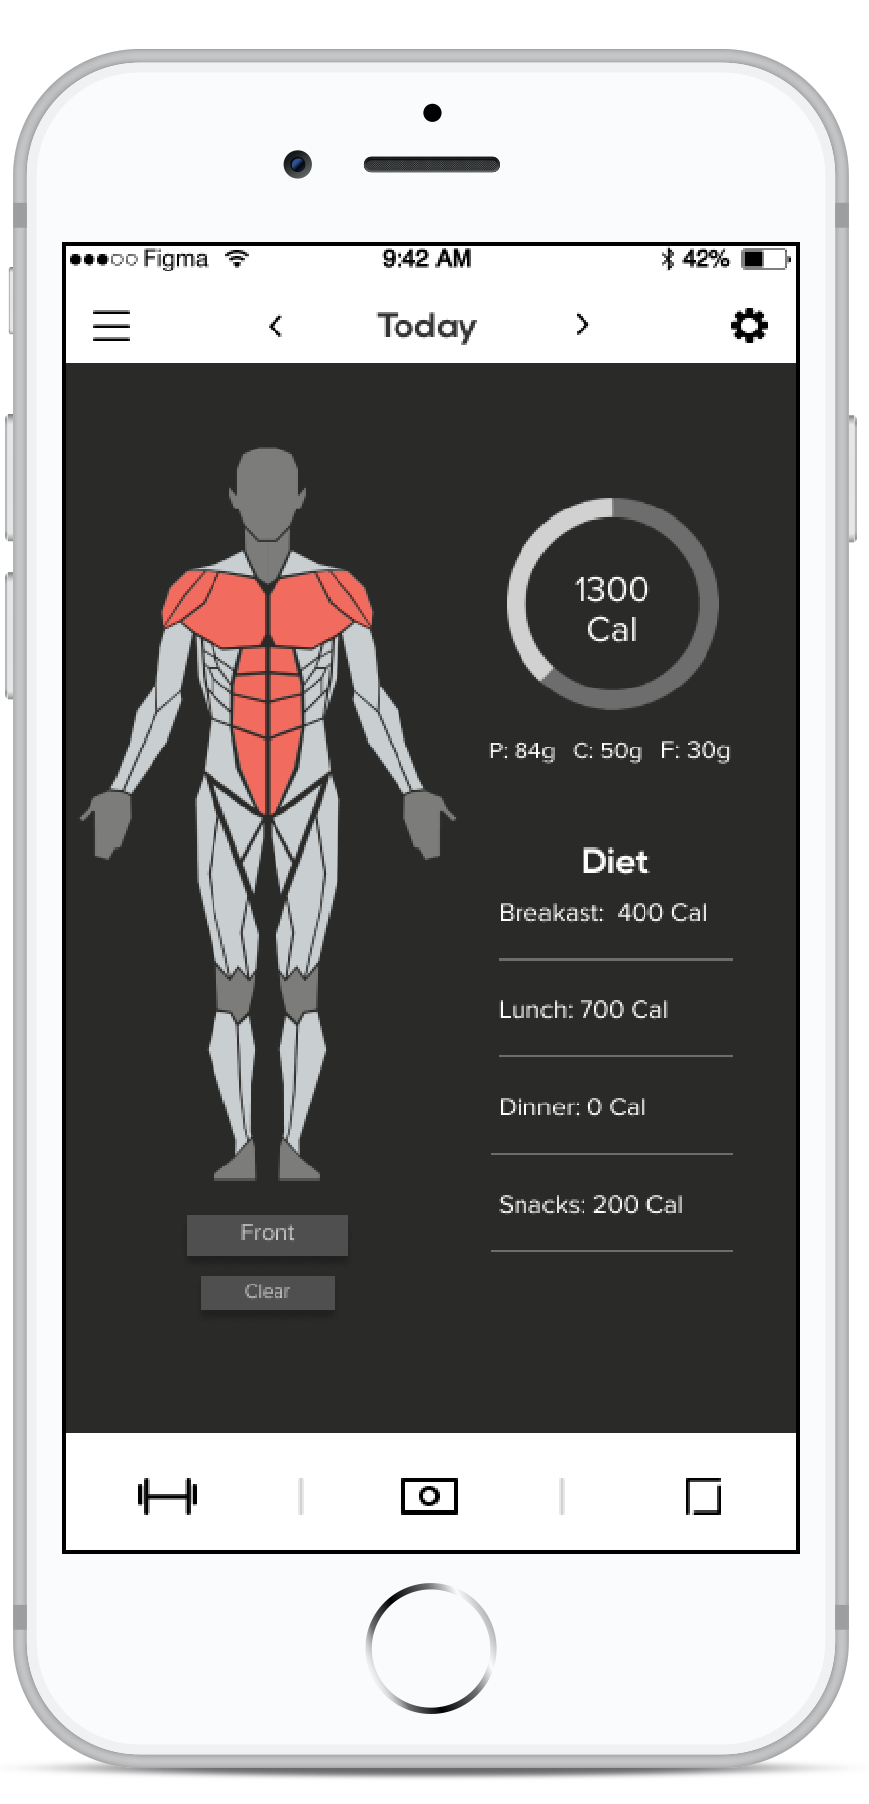 Figma 9:42 AM 42%
< Today >
1300
Cal
P: 84g C: 50g F: 30g
Diet
Breakast: 400 Cal
Lunch: 700 Cal
Dinner: 0 Cal
Snacks: 200 Cal
Front
Clear